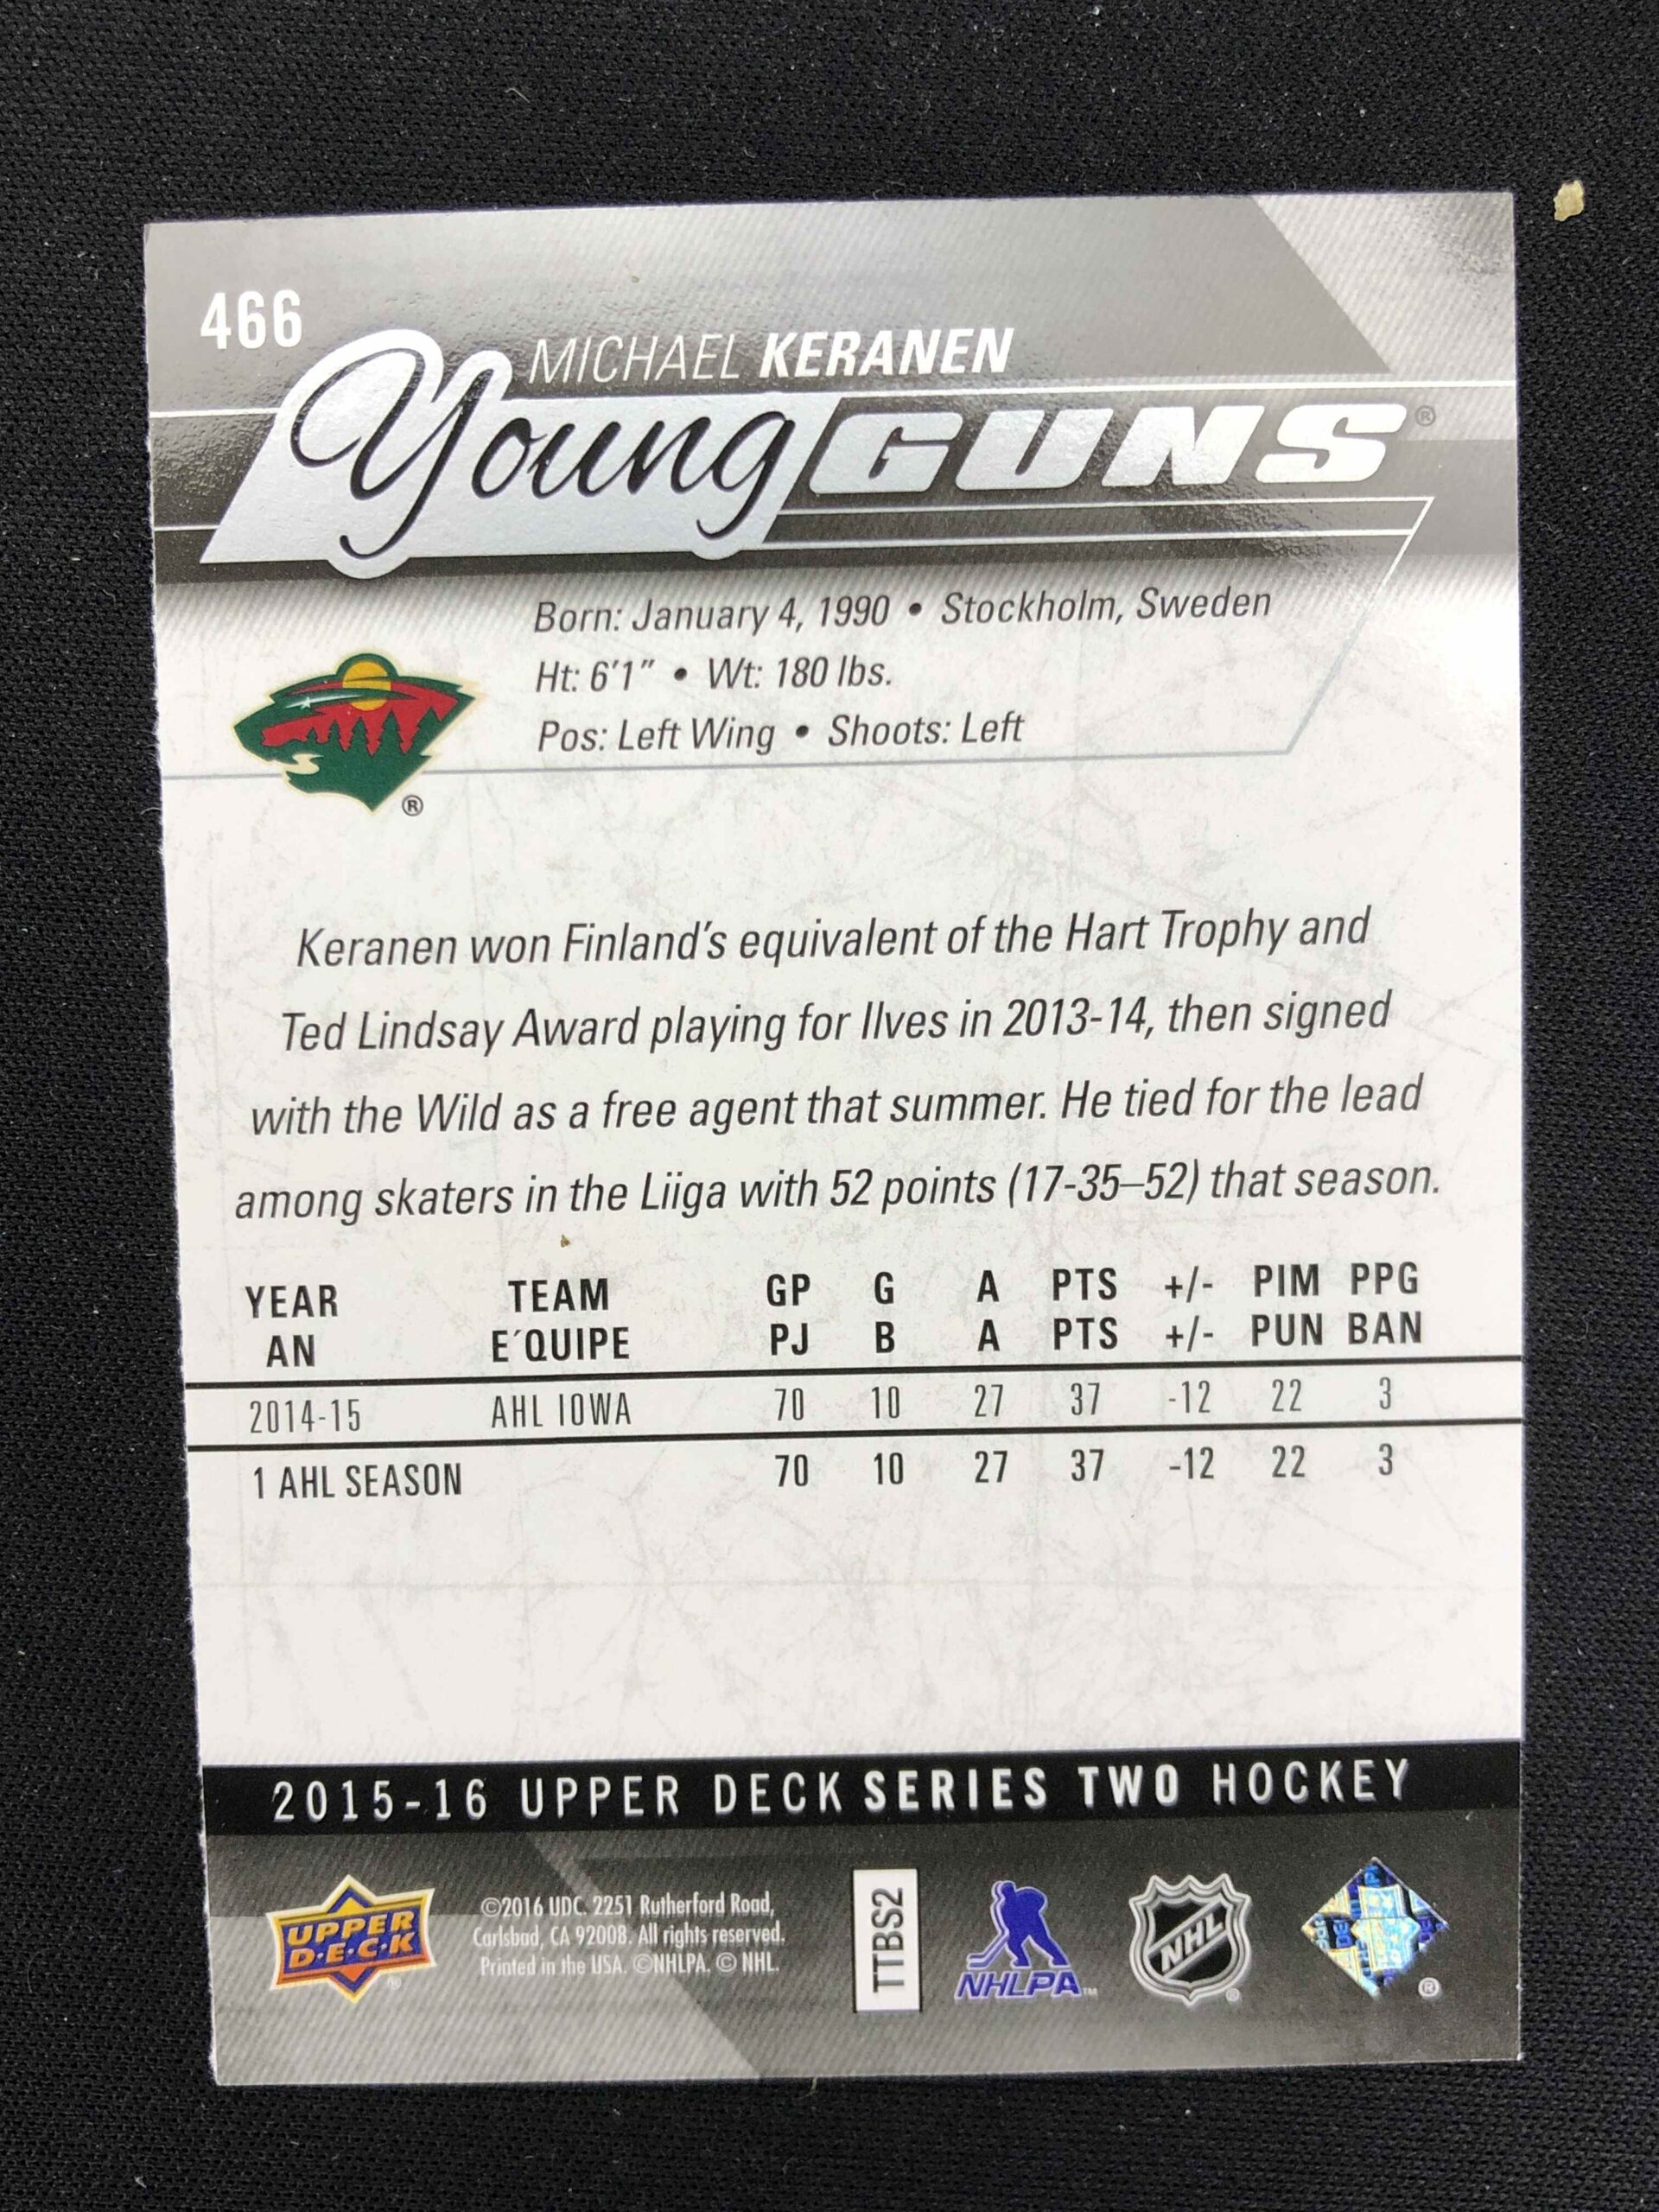 466
MICHAEL KERANEN
Young GUNS®
Born: January 4, 1990 • Stockholm, Sweden
Ht: 6'1" • Wt: 180 lbs.
Pos: Left Wing • Shoots: Left
®
Keranen won Finland's equivalent of the Hart Trophy and
Ted Lindsay Award playing for Ilves in 2013-14, then signed
with the Wild as a free agent that summer. He tied for the lead
among skaters in the Liiga with 52 points (17-35–52) that season.
YEAR TEAM GP G A PTS +/- PIM PPG
AN E´QUIPE PJ B A PTS +/- PUN BAN
2014-15 AHL IOWA 70 10 27 37 -12 22 3
1 AHL SEASON 70 10 27 37 -12 22 3
2015-16 UPPER DECK SERIES TWO HOCKEY
UPPER
D·E·C·K
®
©2016 UDC. 2251 Rutherford Road,
Carlsbad, CA 92008. All rights reserved.
Printed in the USA. ©NHLPA. © NHL.
TTBS2
NHLPA™
NHL
®
®